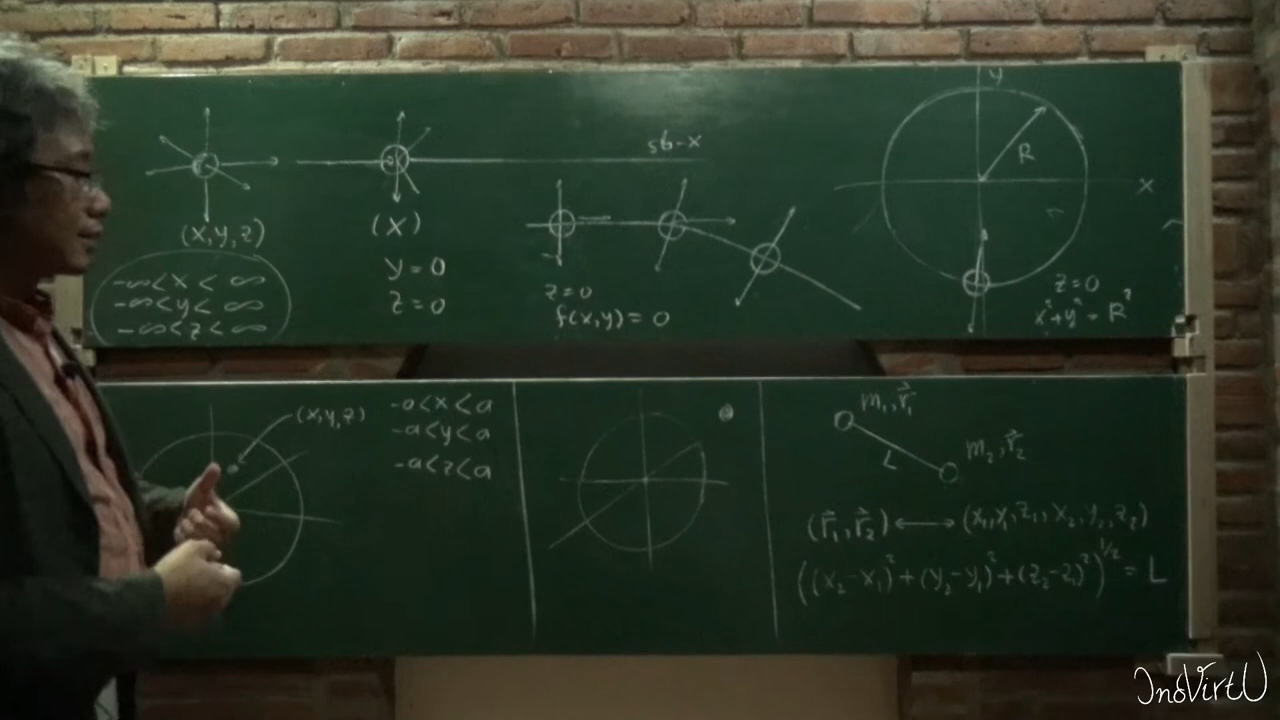 (x,y,z)
-∞<x<∞
-∞<y<∞
-∞<z<∞
(x)
y=0
z=0
sb-x
z=0
f(x,y)=0
y
R
x
z=0
x²+y²=R²
(x,y,z)
-a<x<a
-a<y<a
-a<z<a
m₁,r⃗₁
L
m₂,r⃗₂
(r⃗₁,r⃗₂)⟷(x₁,y₁,z₁,x₂,y₂,z₂)
((x₂-x₁)²+(y₂-y₁)²+(z₂-z₁)²)^1/2=L
InoVirtU